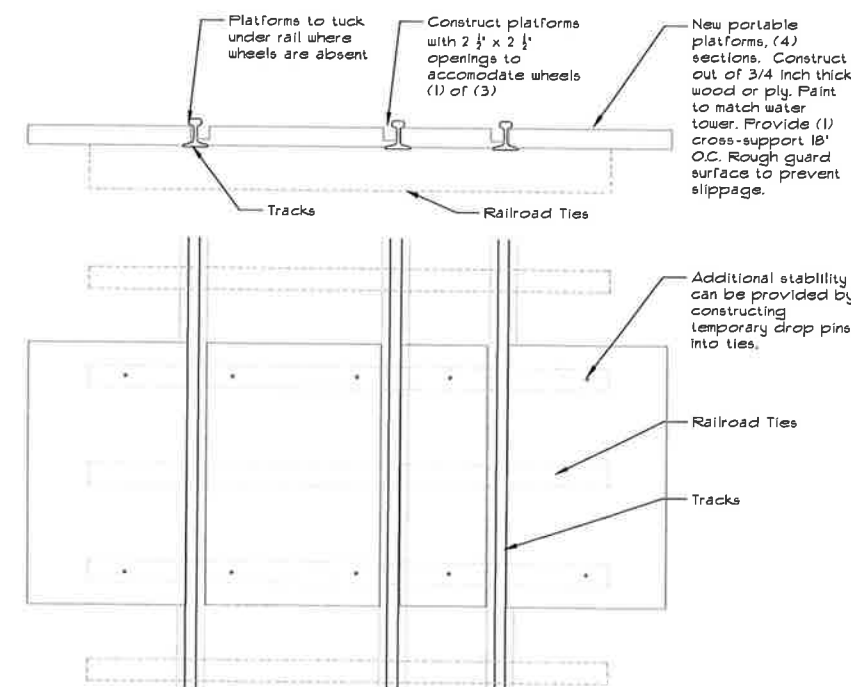 Platforms to tuck
under rail where
wheels are absent
Construct platforms
with 2 ½" x 2 ½"
openings to
accomodate wheels
(1) of (3)
New portable
platforms, (4)
sections. Construct
out of 3/4 inch thick
wood or ply. Paint
to match water
tower. Provide (1)
cross-support 18"
O.C. Rough guard
surface to prevent
slippage.
Tracks
Railroad Ties
Additional stability
can be provided by
constructing
temporary drop pins
into ties.
Railroad Ties
Tracks